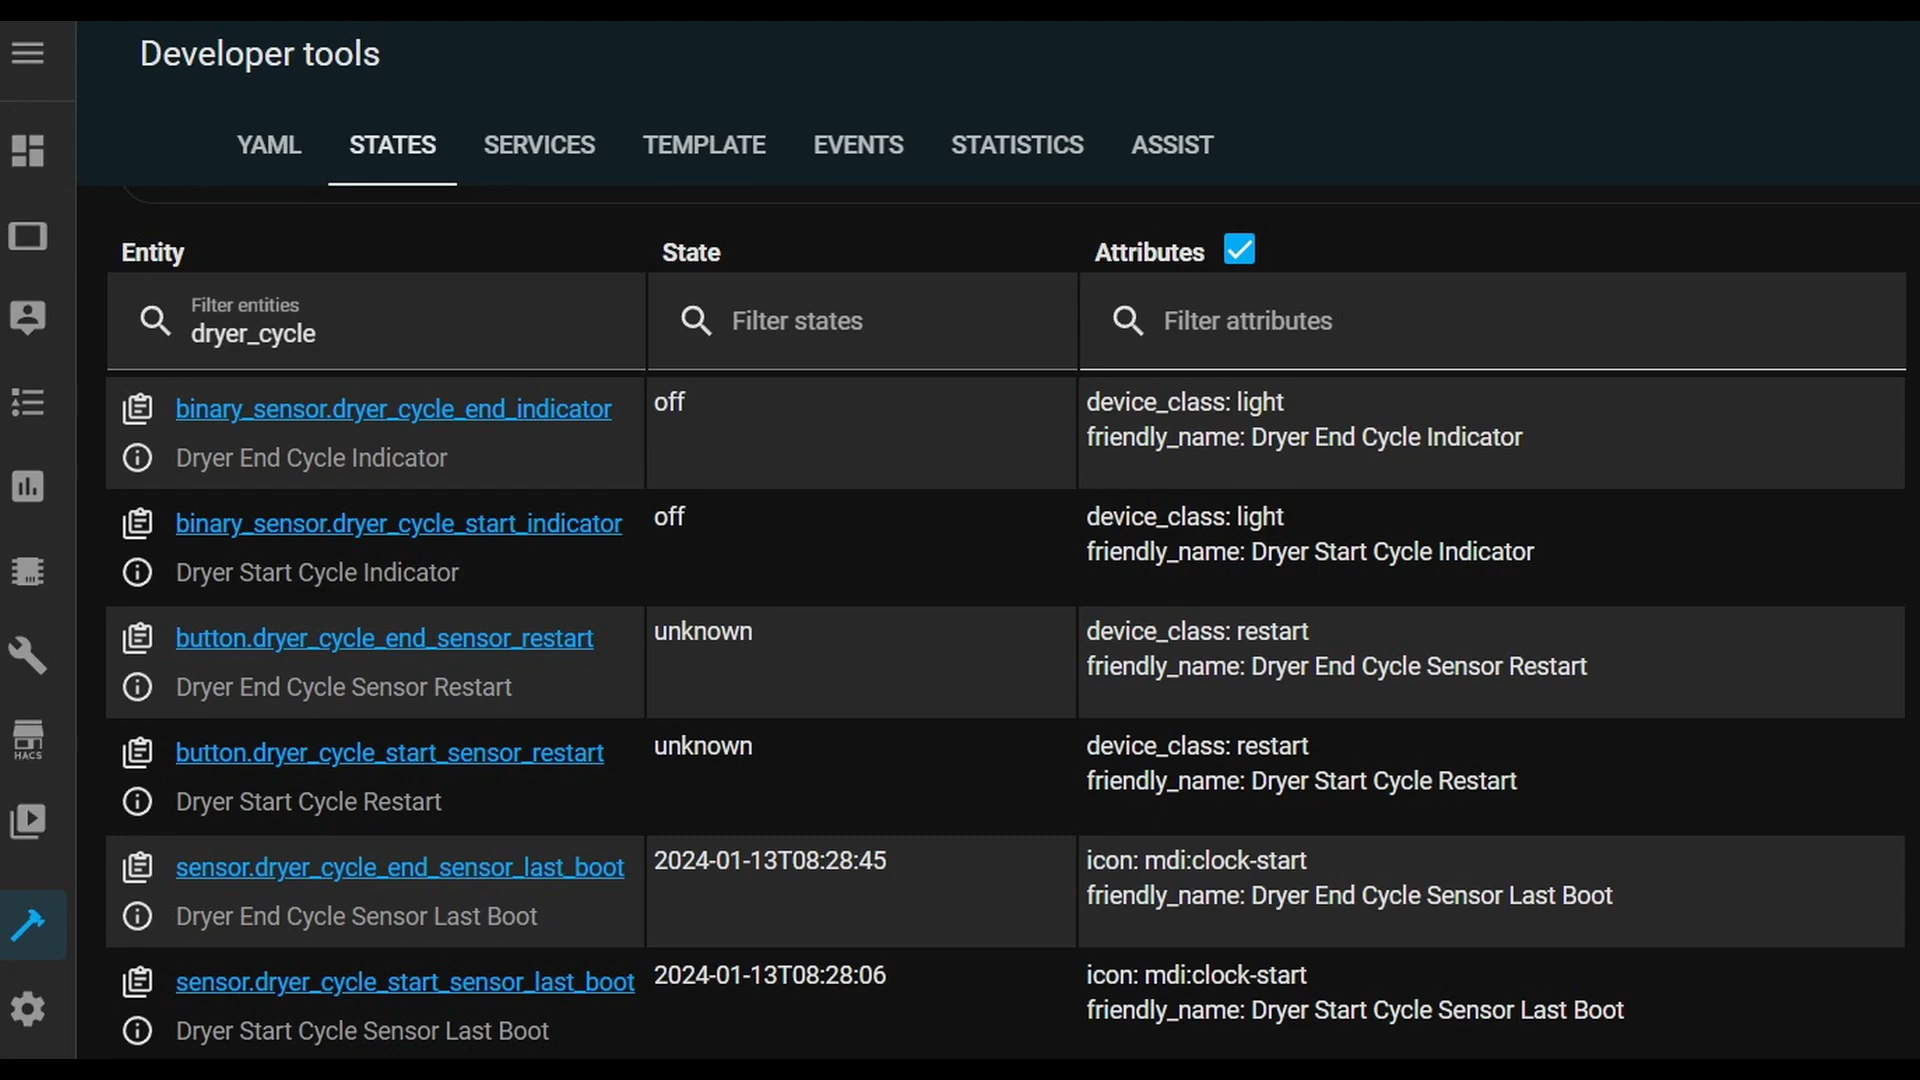 Developer tools
YAML STATES SERVICES TEMPLATE EVENTS STATISTICS ASSIST
Entity State Attributes
Filter entities
dryer_cycle Filter states Filter attributes
binary_sensor.dryer_cycle_end_indicator off device_class: light
friendly_name: Dryer End Cycle Indicator
Dryer End Cycle Indicator
binary_sensor.dryer_cycle_start_indicator off device_class: light
friendly_name: Dryer Start Cycle Indicator
Dryer Start Cycle Indicator
button.dryer_cycle_end_sensor_restart unknown device_class: restart
friendly_name: Dryer End Cycle Sensor Restart
Dryer End Cycle Sensor Restart
button.dryer_cycle_start_sensor_restart unknown device_class: restart
friendly_name: Dryer Start Cycle Restart
Dryer Start Cycle Restart
sensor.dryer_cycle_end_sensor_last_boot 2024-01-13T08:28:45 icon: mdi:clock-start
friendly_name: Dryer End Cycle Sensor Last Boot
Dryer End Cycle Sensor Last Boot
sensor.dryer_cycle_start_sensor_last_boot 2024-01-13T08:28:06 icon: mdi:clock-start
friendly_name: Dryer Start Cycle Sensor Last Boot
Dryer Start Cycle Sensor Last Boot
HACS